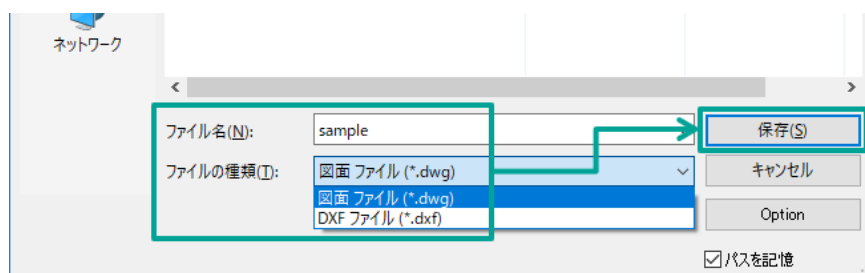 ネットワーク
ファイル名(N):
sample
保存(S)
ファイルの種類(T):
図面 ファイル (*.dwg)
キャンセル
図面 ファイル (*.dwg)
DXF ファイル (*.dxf)
Option
パスを記憶